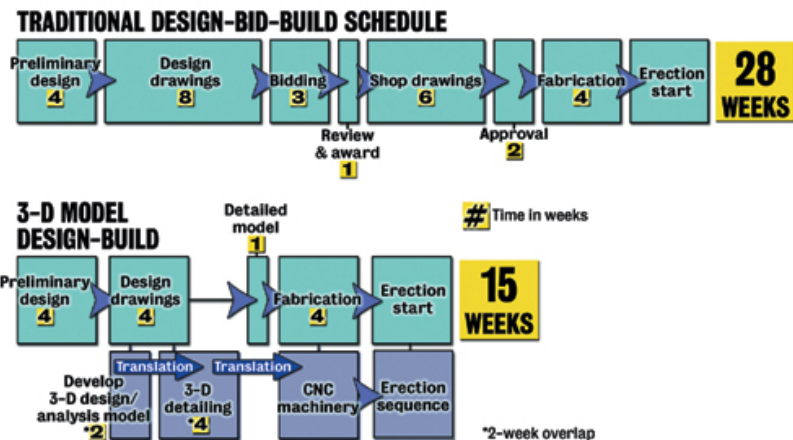 TRADITIONAL DESIGN-BID-BUILD SCHEDULE
Preliminary
design
4
Design
drawings
8
Bidding
3
Review
& award
1
Shop drawings
6
Approval
2
Fabrication
4
Erection
start
28
WEEKS
3-D MODEL
DESIGN-BUILD
# Time in weeks
Preliminary
design
4
Design
drawings
4
Detailed
model
1
Fabrication
4
Erection
start
15
WEEKS
Translation
Translation
Develop
3-D design/
analysis model
*2
3-D
detailing
*4
CNC
machinery
Erection
sequence
*2-week overlap